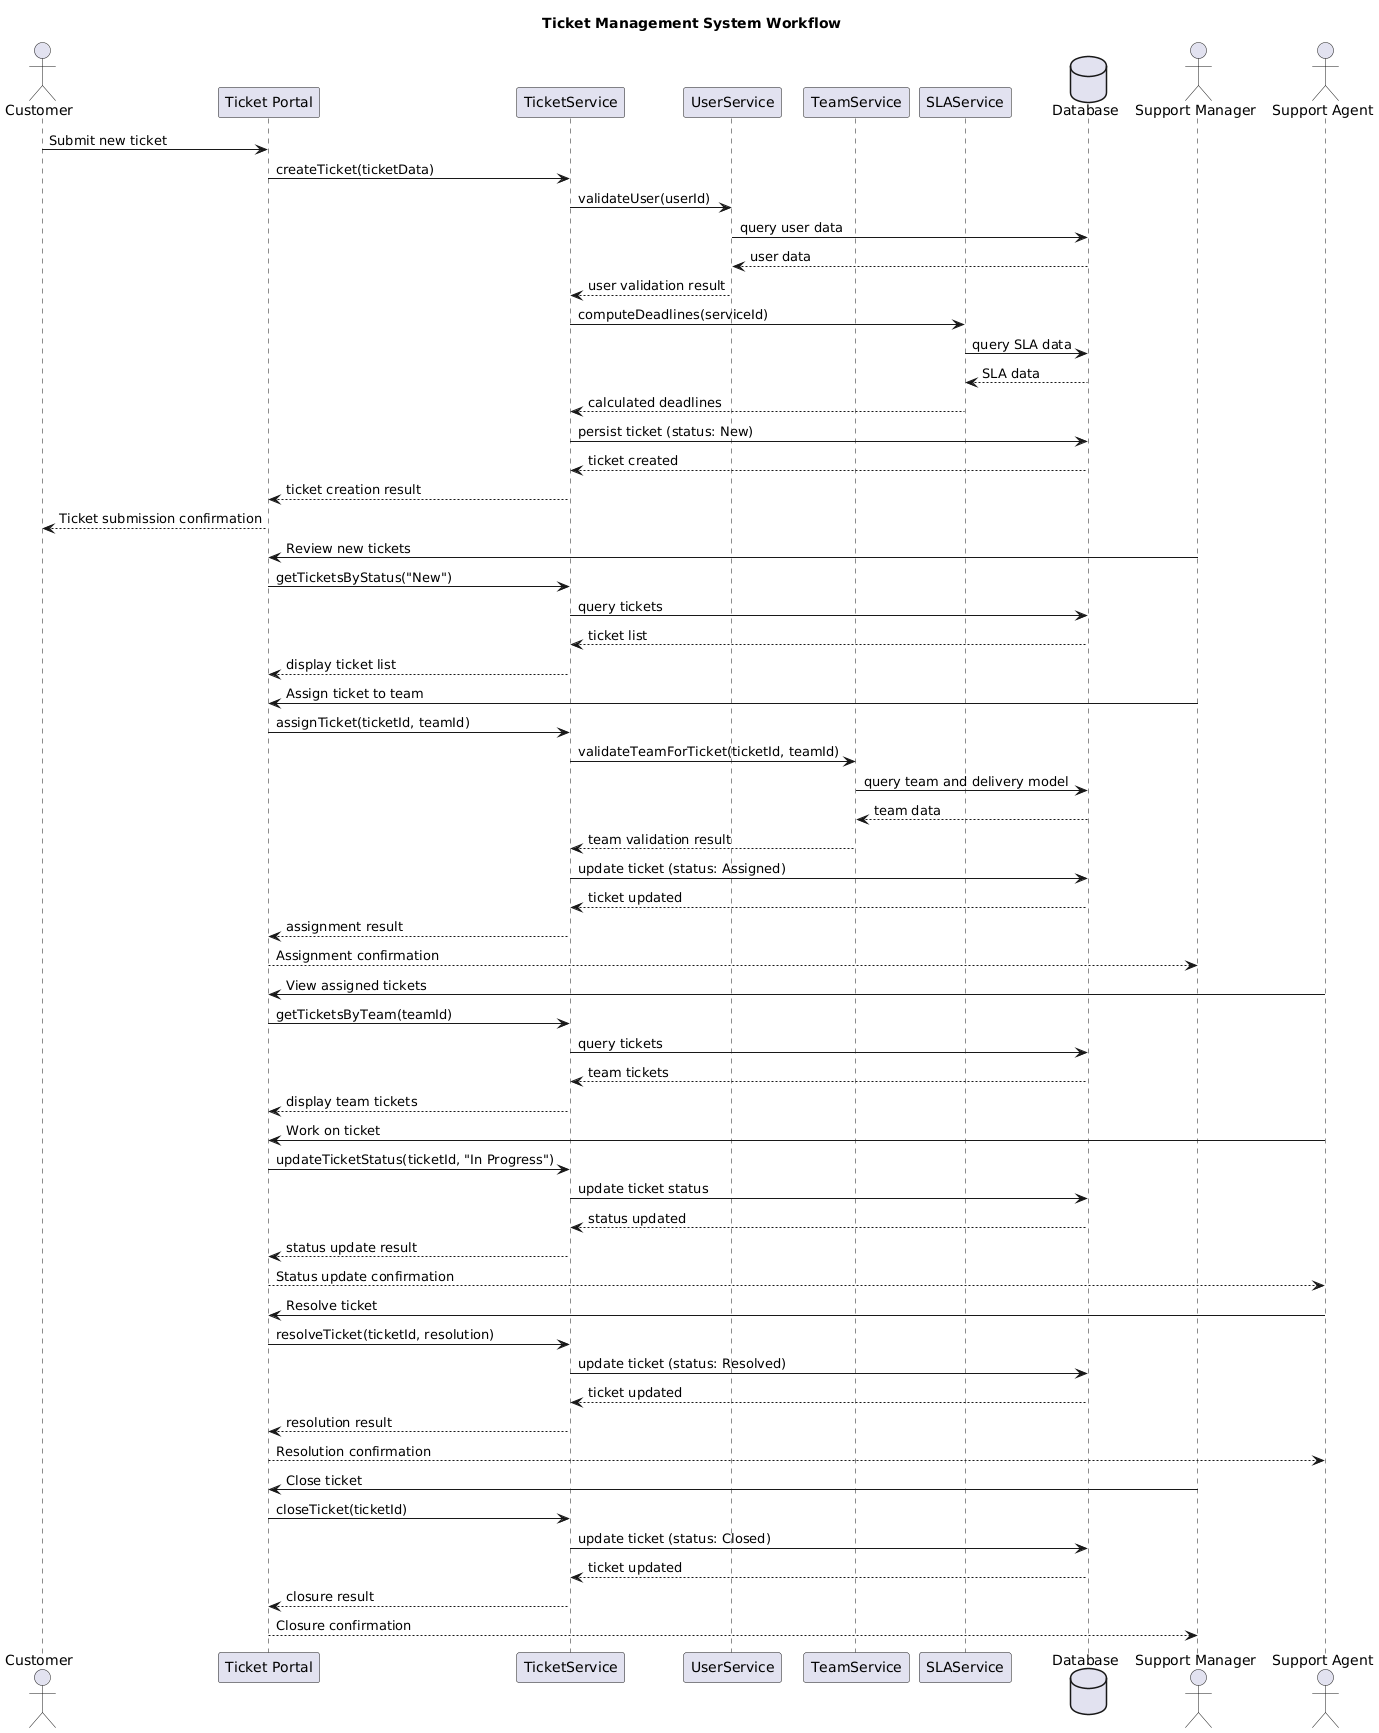 Ticket Management System Workflow
Customer
Ticket Portal
TicketService
UserService
TeamService
SLAService
Database
Support Manager
Support Agent
Submit new ticket
createTicket(ticketData)
validateUser(userId)
query user data
user data
user validation result
computeDeadlines(serviceId)
query SLA data
SLA data
calculated deadlines
persist ticket (status: New)
ticket created
ticket creation result
Ticket submission confirmation
Review new tickets
getTicketsByStatus("New")
query tickets
ticket list
display ticket list
Assign ticket to team
assignTicket(ticketId, teamId)
validateTeamForTicket(ticketId, teamId)
query team and delivery model
team data
team validation result
update ticket (status: Assigned)
ticket updated
assignment result
Assignment confirmation
View assigned tickets
getTicketsByTeam(teamId)
query tickets
team tickets
display team tickets
Work on ticket
updateTicketStatus(ticketId, "In Progress")
update ticket status
status updated
status update result
Status update confirmation
Resolve ticket
resolveTicket(ticketId, resolution)
update ticket (status: Resolved)
ticket updated
resolution result
Resolution confirmation
Close ticket
closeTicket(ticketId)
update ticket (status: Closed)
ticket updated
closure result
Closure confirmation
Customer
Ticket Portal
TicketService
UserService
TeamService
SLAService
Database
Support Manager
Support Agent